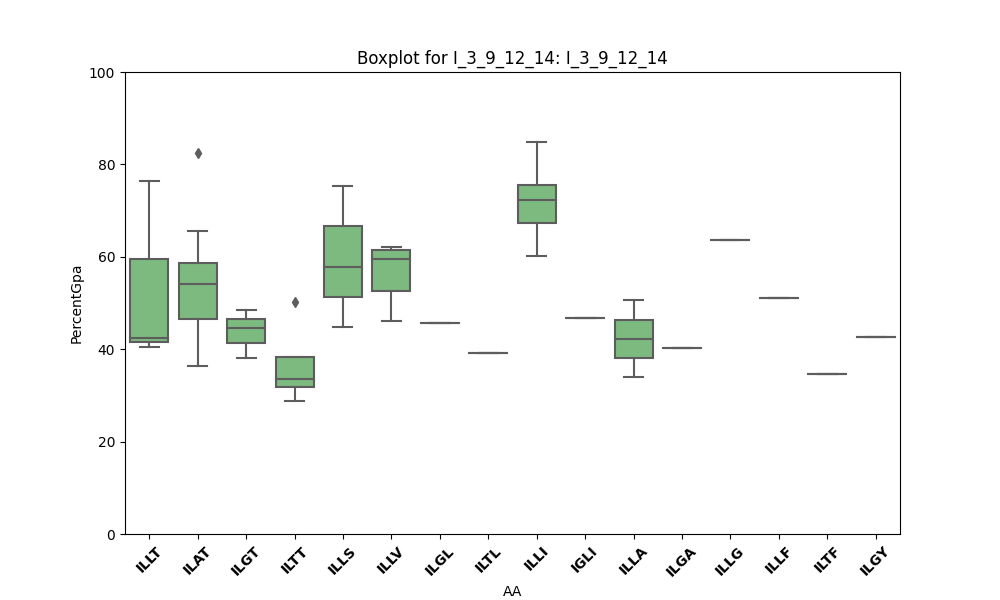 Boxplot for I_3_9_12_14: I_3_9_12_14
100
80
60
40
20
0
PercentGpa
ILLT
ILAT
ILGT
ILTT
ILLS
ILLV
ILGL
ILTL
ILLI
IGLI
ILLA
ILGA
ILLG
ILLF
ILTF
ILGY
AA